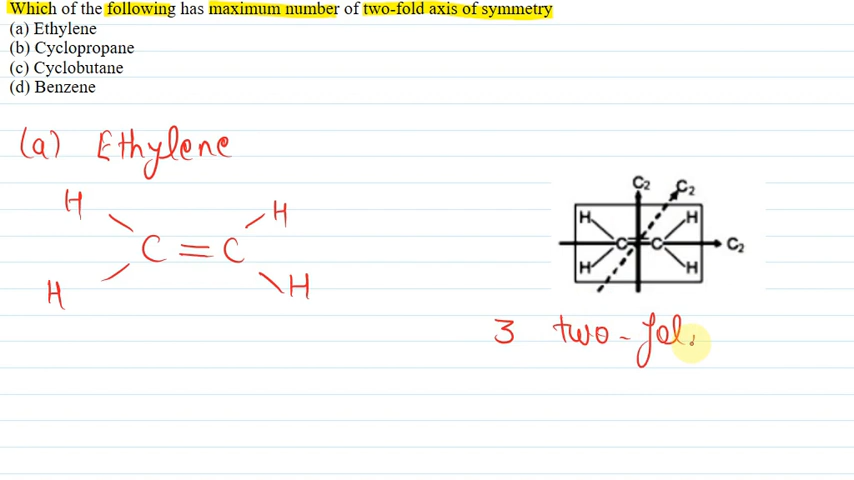 Which of the following has maximum number of two-fold axis of symmetry
(a) Ethylene
(b) Cyclopropane
(c) Cyclobutane
(d) Benzene
(a) Ethylene
H H
C = C
H H
C₂ C₂
H H
C C C₂
H H
3 two-fol